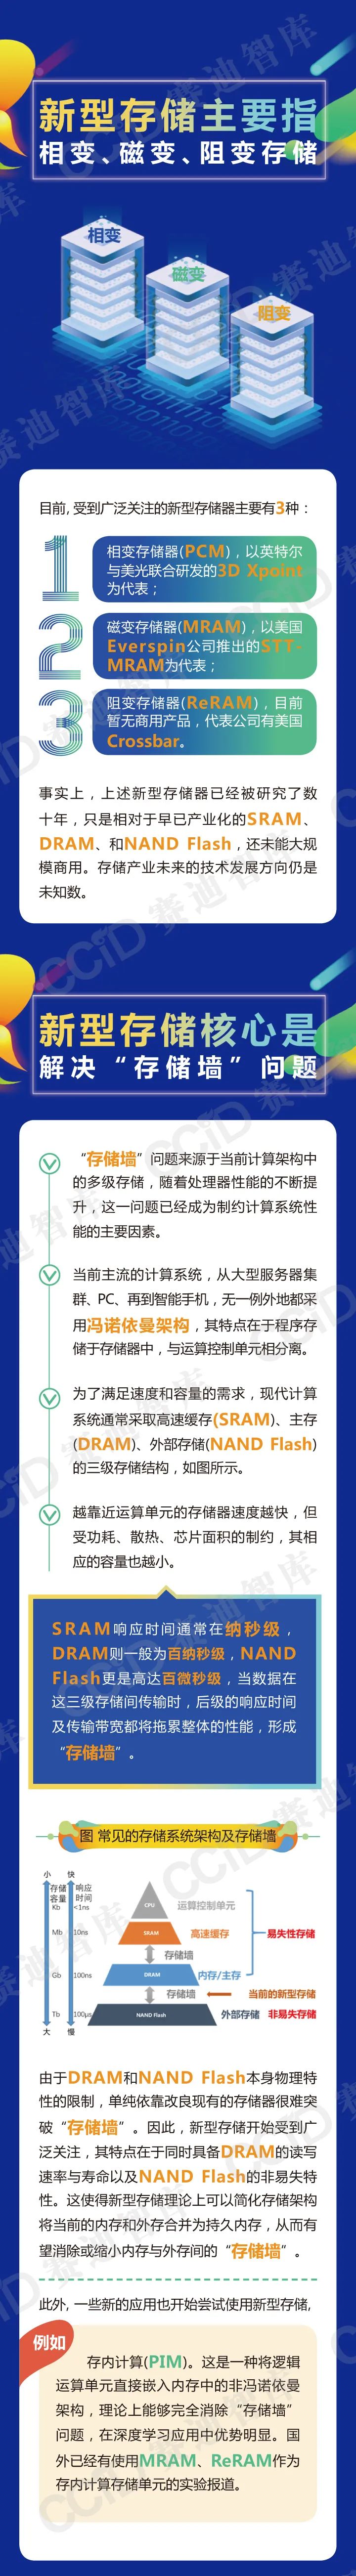 新型存储主要指
相变、磁变、阻变存储
相变
磁变
阻变
目前,受到广泛关注的新型存储器主要有3种：
1
相变存储器(PCM)，以英特尔
与美光联合研发的3D Xpoint
为代表；
2
磁变存储器(MRAM)，以美国
Everspin公司推出的STT-
MRAM为代表；
3
阻变存储器(ReRAM)，目前
暂无商用产品，代表公司有美国
Crossbar。
事实上，上述新型存储器已经被研究了数
十年，只是相对于早已产业化的SRAM、
DRAM、和NAND Flash，还未能大规
模商用。存储产业未来的技术发展方向仍是
未知数。
新型存储核心是
解决“存储墙”问题
“存储墙”问题来源于当前计算架构中
的多级存储，随着处理器性能的不断提
升，这一问题已经成为制约计算系统性
能的主要因素。
当前主流的计算系统，从大型服务器集
群、PC、再到智能手机，无一例外地都采
用冯诺依曼架构，其特点在于程序存
储于存储器中，与运算控制单元相分离。
为了满足速度和容量的需求，现代计算
系统通常采取高速缓存(SRAM)、主存
(DRAM)、外部存储(NAND Flash)
的三级存储结构，如图所示。
越靠近运算单元的存储器速度越快，但
受功耗、散热、芯片面积的制约，其相
应的容量也越小。
SRAM响应时间通常在纳秒级，
DRAM则一般为百纳秒级，NAND
Flash更是高达百微秒级，当数据在
这三级存储间传输时，后级的响应时间
及传输带宽都将拖累整体的性能，形成
“存储墙”。
图 常见的存储系统架构及存储墙
小 快
存储 响应
容量 时间
Kb <1ns
CPU 运算控制单元
Mb 10ns
SRAM 高速缓存
易失性存储
存储墙
Gb 100ns
DRAM 内存/主存
存储墙 当前的新型存储
Tb 100μs
NAND Flash 外部存储 非易失存储
大 慢
由于DRAM和NAND Flash本身物理特
性的限制，单纯依靠改良现有的存储器很难突
破“存储墙”。因此，新型存储开始受到广
泛关注，其特点在于同时具备DRAM的读写
速率与寿命以及NAND Flash的非易失特
性。这使得新型存储理论上可以简化存储架构
将当前的内存和外存合并为持久内存，从而有
望消除或缩小内存与外存间的“存储墙”。
此外,一些新的应用也开始尝试使用新型存储,
例如
存内计算(PIM)。这是一种将逻辑
运算单元直接嵌入内存中的非冯诺依曼
架构，理论上能够完全消除“存储墙”
问题，在深度学习应用中优势明显。国
外已经有使用MRAM、ReRAM作为
存内计算存储单元的实验报道。
CCID 赛迪智库